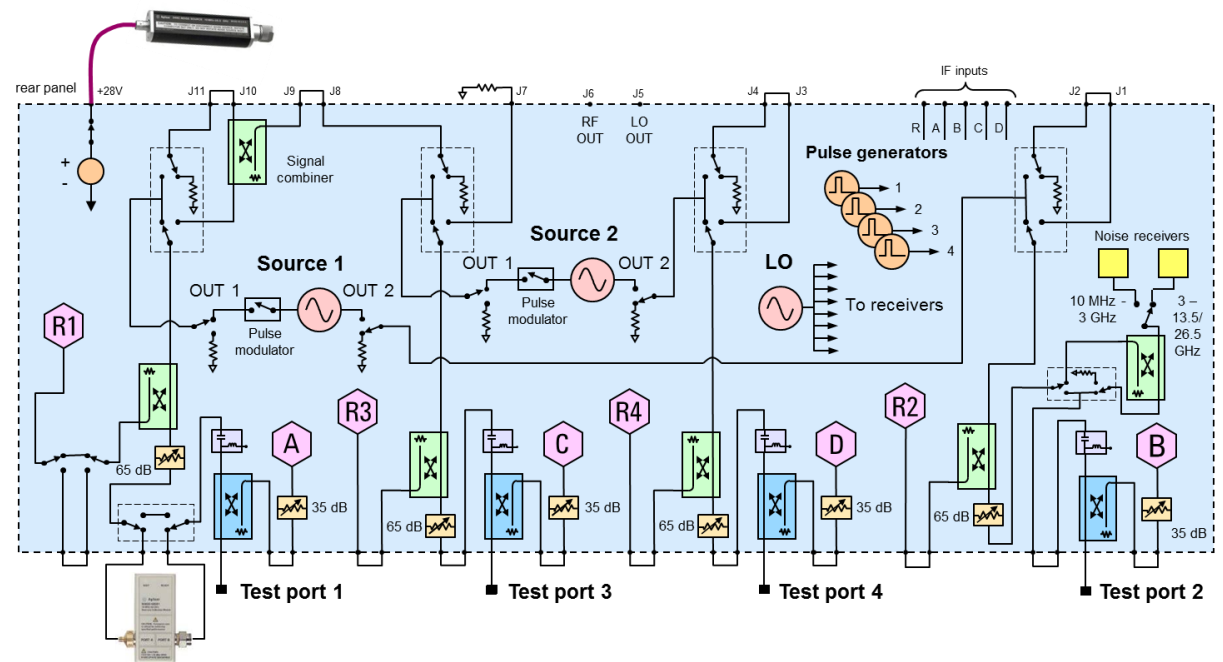 rear panel
+28V
J11
J10
J9
J8
J7
J6
J5
J4
J3
IF inputs
J2
J1
RF
OUT
LO
OUT
R
A
B
C
D
+
-
Signal
combiner
Pulse generators
1
2
3
4
Source 1
Source 2
LO
To receivers
Noise receivers
OUT 1
OUT 2
OUT 1
OUT 2
Pulse
modulator
Pulse
modulator
10 MHz -
3 GHz
3 –
13.5/
26.5
GHz
R1
R3
R4
R2
A
C
D
B
65 dB
35 dB
65 dB
35 dB
65 dB
35 dB
65 dB
35 dB
Test port 1
Test port 3
Test port 4
Test port 2
Agilent